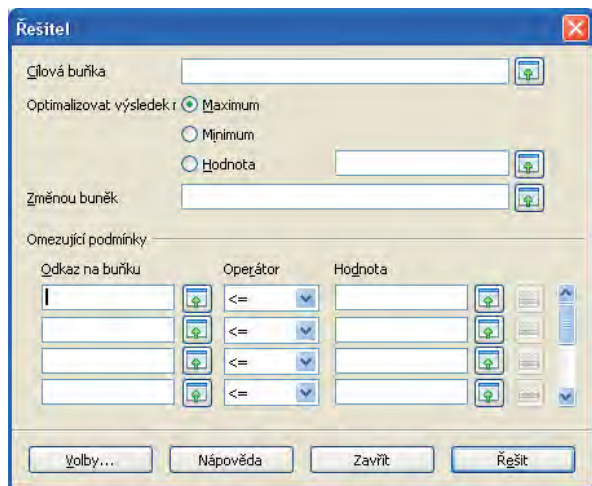 Řešitel
Cílová buňka
Optimalizovat výsledek r Maximum
Minimum
Hodnota
Změnou buněk
Omezující podmínky
Odkaz na buňku Operátor Hodnota
<=
<=
<=
<=
Volby... Nápověda Zavřít Řešit